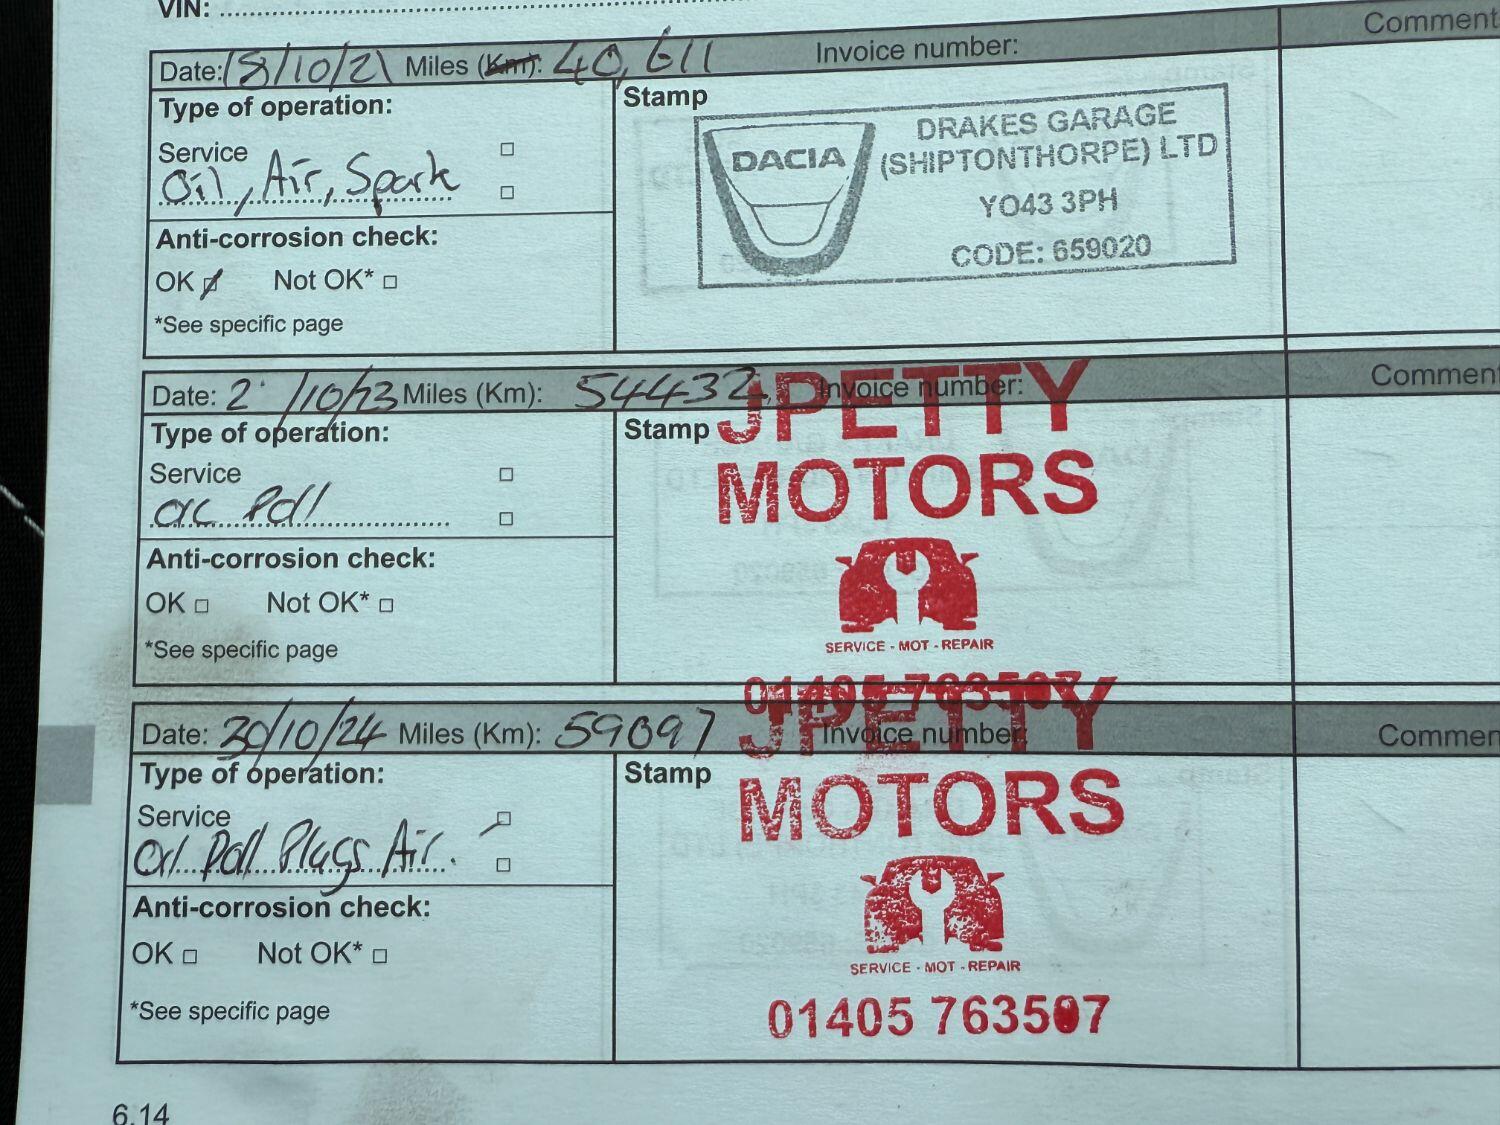 VIN:
Comment
Date: 18/10/21 Miles (Km): 40,611 Invoice number:
Type of operation:
Service
Oil, Air, Spark
Anti-corrosion check:
OK Not OK*
*See specific page
Stamp
DACIA
DRAKES GARAGE
(SHIPTONTHORPE) LTD
YO43 3PH
CODE: 659020
Comment
Date: 2 /10/23 Miles (Km): 54432 Invoice number:
Type of operation:
Service
Anti-corrosion check:
OK Not OK*
*See specific page
Stamp
JPETTY
MOTORS
SERVICE - MOT - REPAIR
01405 763507
Commen
Date: 30/10/24 Miles (Km): 59097 Invoice number:
Type of operation:
Service
Oil Poll Plugs Air.
Anti-corrosion check:
OK Not OK*
*See specific page
Stamp
JPETTY
MOTORS
SERVICE - MOT - REPAIR
01405 763507
6.14